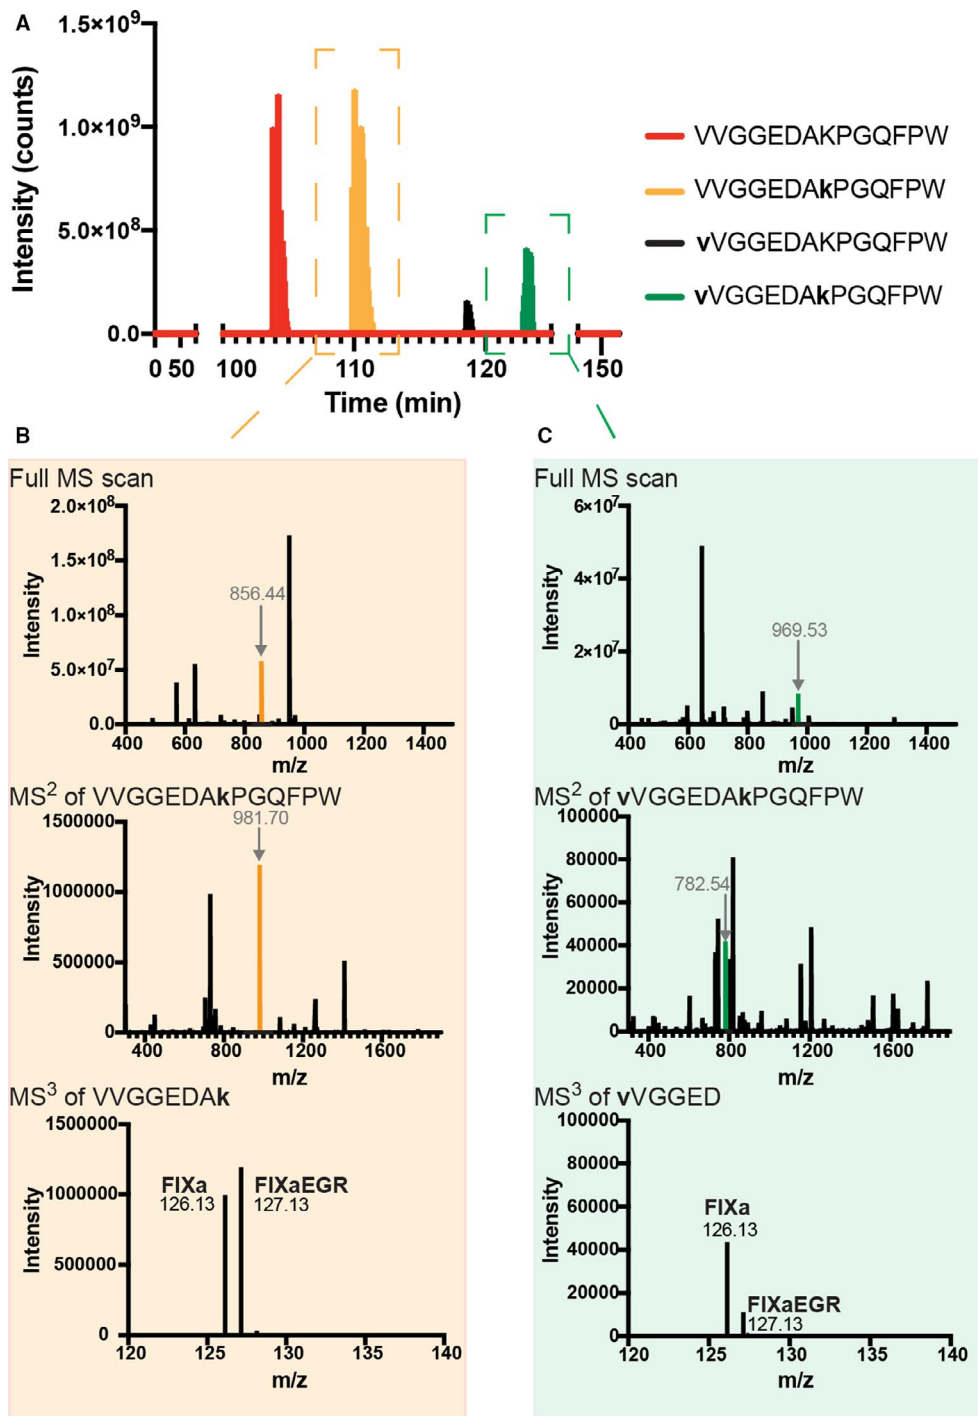 A
1.5×10⁹
1.0×10⁹
5.0×10⁸
0.0
Intensity (counts)
0 50 100 110 120 150
Time (min)
VVGGEDAKPGQFPW
VVGGEDAkPGQFPW
vVGGEDAKPGQFPW
vVGGEDAkPGQFPW
B
Full MS scan
2.0×10⁸
1.5×10⁸
1.0×10⁸
5.0×10⁷
0.0
Intensity
856.44
400 600 800 1000 1200 1400
m/z
MS² of VVGGEDAkPGQFPW
981.70
1500000
1000000
500000
0
Intensity
400 800 1200 1600
m/z
MS³ of VVGGEDAk
1500000
1000000
500000
0
Intensity
FIXa
126.13
FIXaEGR
127.13
120 125 130 135 140
m/z
C
Full MS scan
6×10⁷
4×10⁷
2×10⁷
0
Intensity
969.53
400 600 800 1000 1200 1400
m/z
MS² of vVGGEDAkPGQFPW
100000
80000
60000
40000
20000
0
Intensity
782.54
400 800 1200 1600
m/z
MS³ of vVGGED
100000
80000
60000
40000
20000
0
Intensity
FIXa
126.13
FIXaEGR
127.13
120 125 130 135 140
m/z